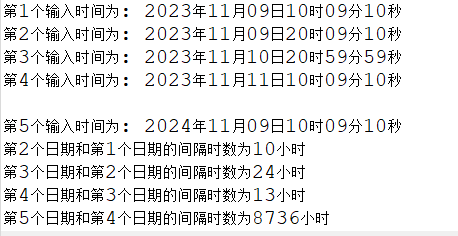 第1个输入时间为: 2023年11月09日10时09分10秒
第2个输入时间为: 2023年11月09日20时09分10秒
第3个输入时间为: 2023年11月10日20时59分59秒
第4个输入时间为: 2023年11月11日10时09分10秒
第5个输入时间为: 2024年11月09日10时09分10秒
第2个日期和第1个日期的间隔时数为10小时
第3个日期和第2个日期的间隔时数为24小时
第4个日期和第3个日期的间隔时数为13小时
第5个日期和第4个日期的间隔时数为8736小时